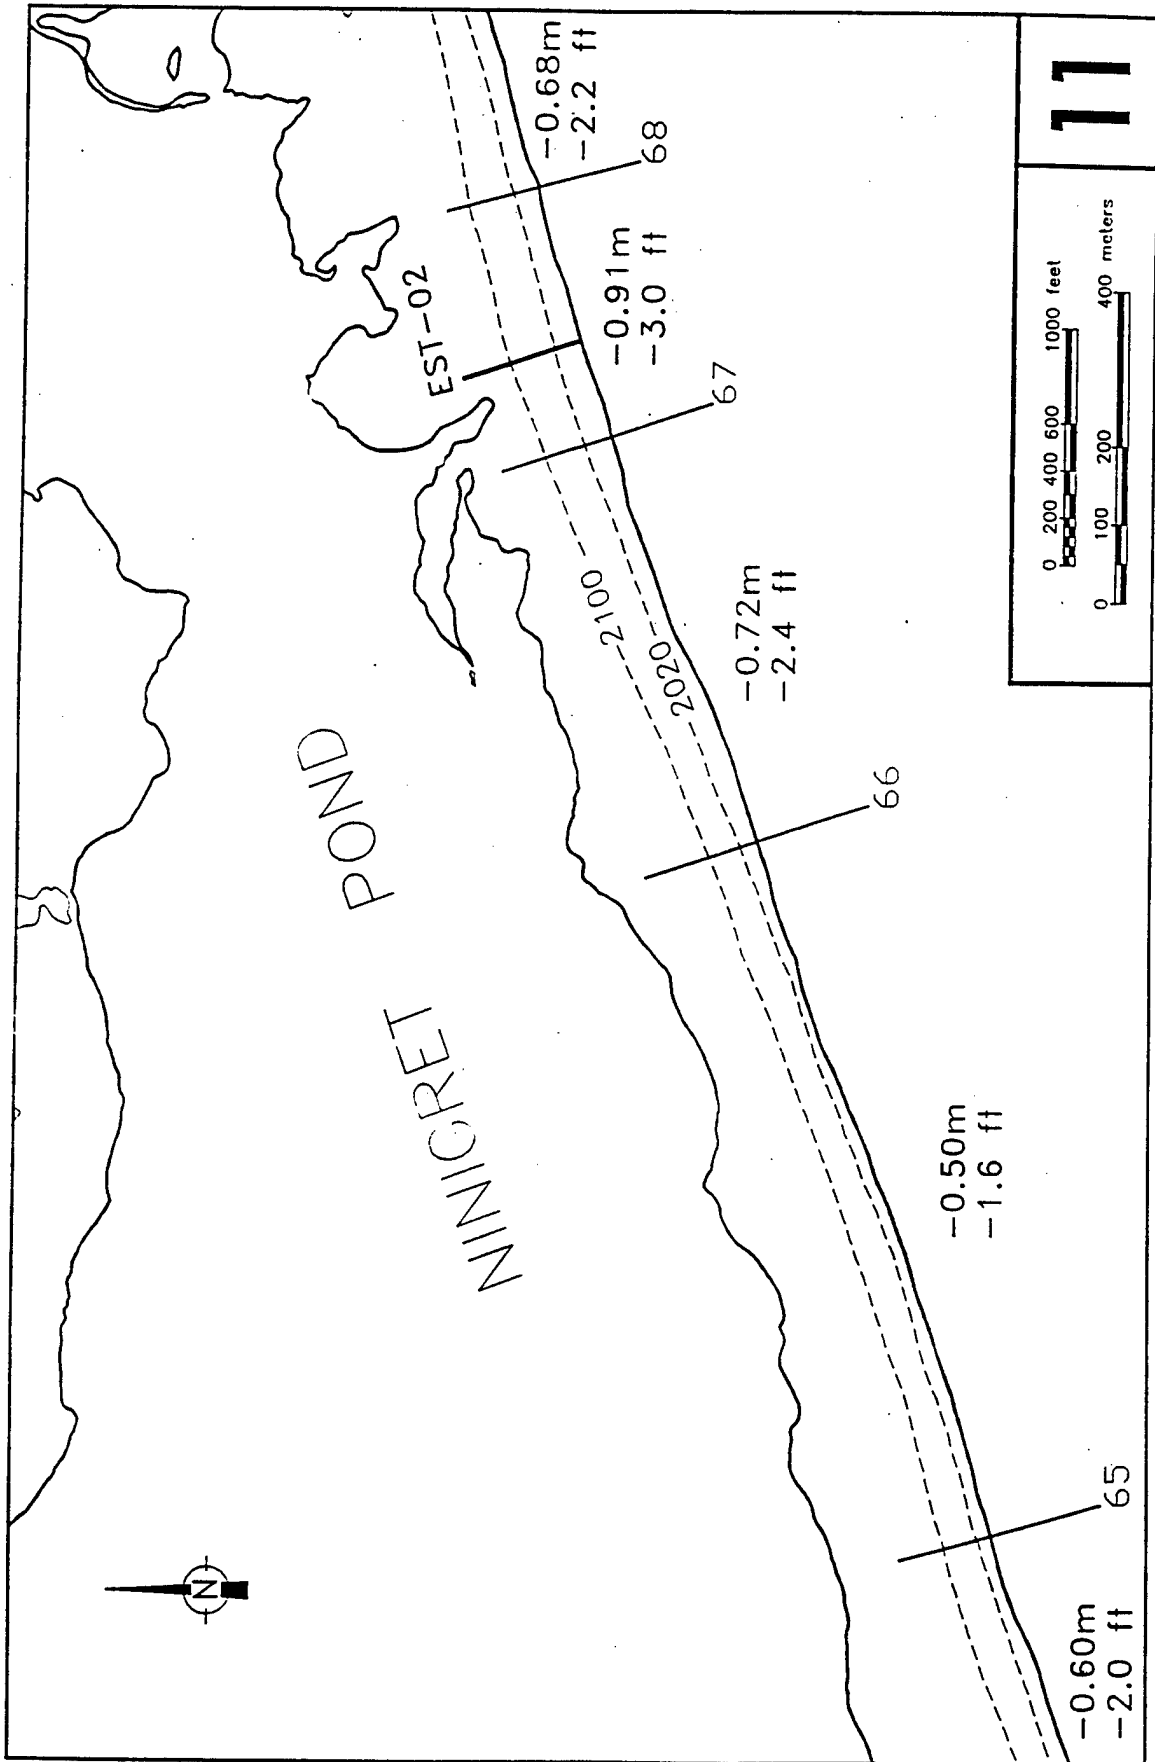 N
NINIGRET POND
EST-02
2100
2020
-0.60m
-2.0 ft
65
-0.50m
-1.6 ft
66
-0.72m
-2.4 ft
67
-0.91m
-3.0 ft
68
-0.68m
-2.2 ft
0 200 400 600 1000 feet
0 100 200 400 meters
11